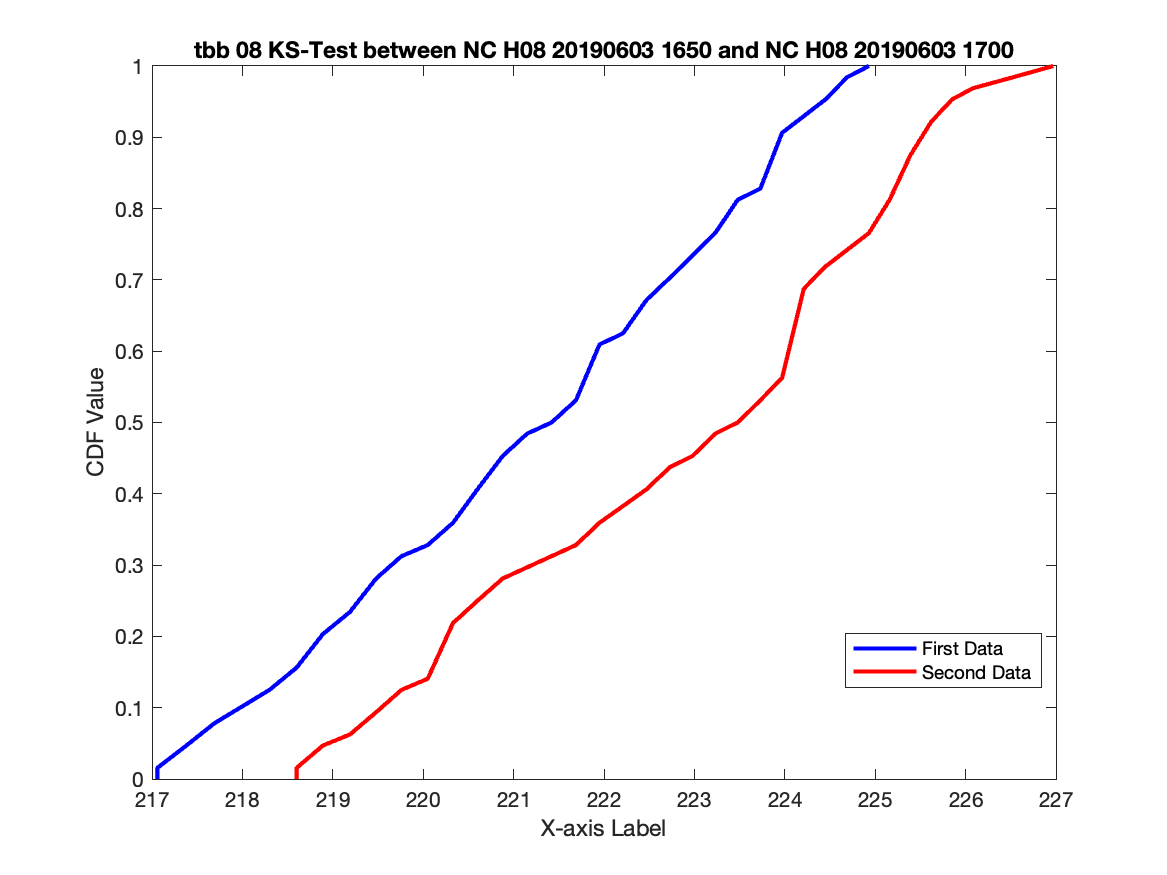 tbb 08 KS-Test between NC H08 20190603 1650 and NC H08 20190603 1700
1
0.9
0.8
0.7
0.6
0.5
0.4
0.3
0.2
0.1
0
CDF Value
First Data
Second Data
217 218 219 220 221 222 223 224 225 226 227
X-axis Label